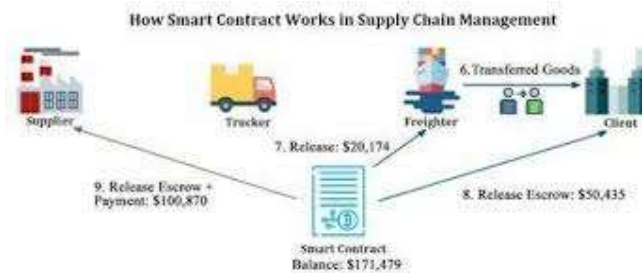 How Smart Contract Works in Supply Chain Management
6. Transferred Goods
Supplier
Trucker
Freighter
Client
7. Release: $20,174
9. Release Escrow +
Payment: $100,870
8. Release Escrow: $50,435
Smart Contract
Balance: $171,479